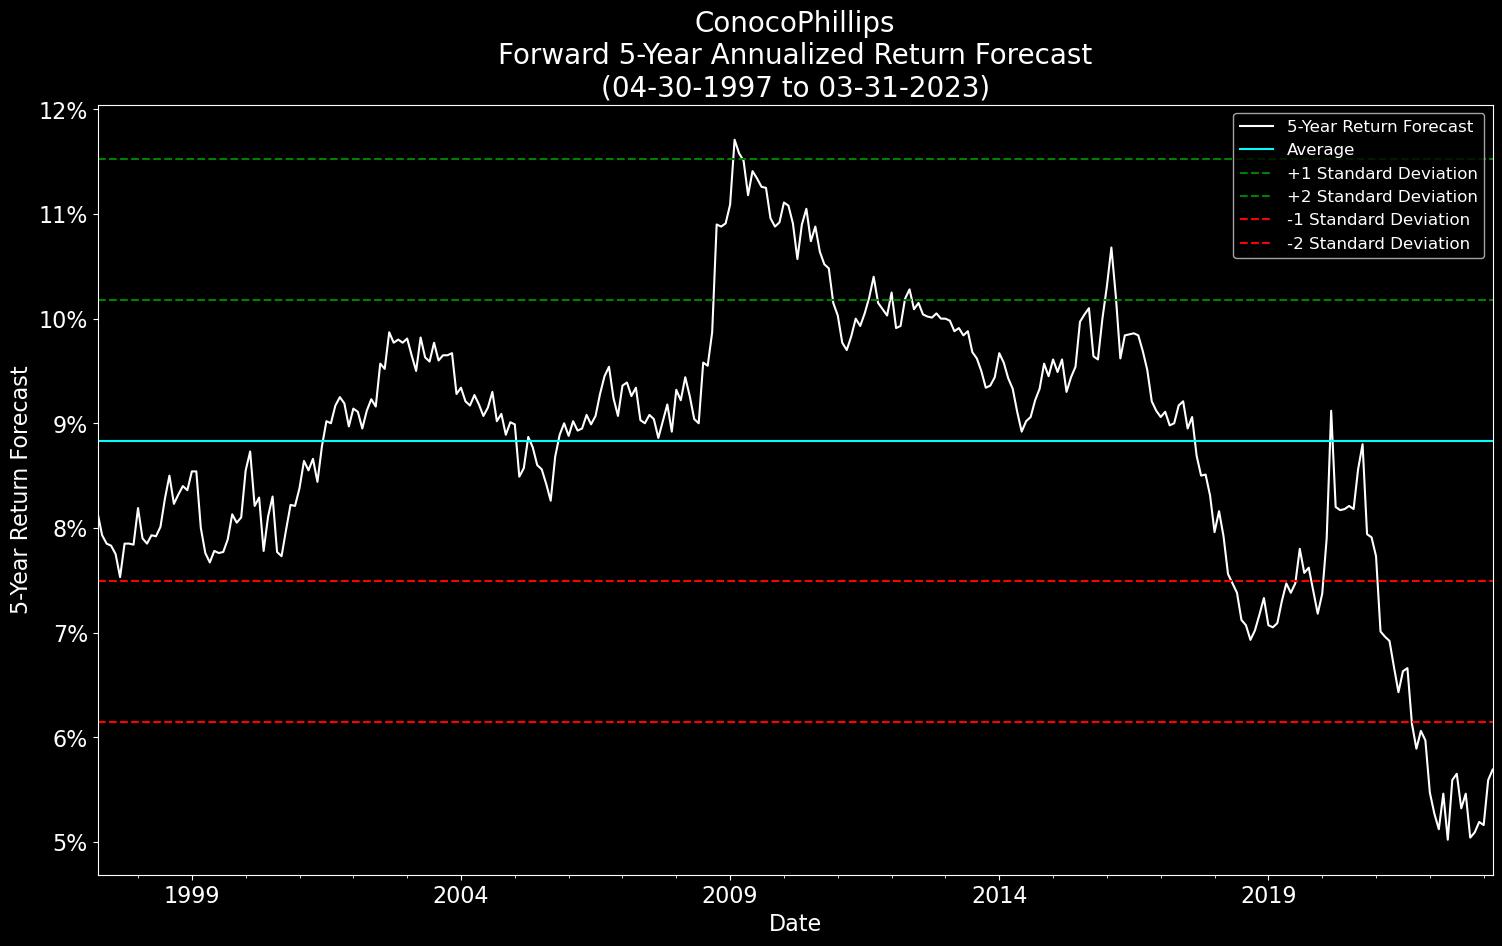 ConocoPhillips
Forward 5-Year Annualized Return Forecast
(04-30-1997 to 03-31-2023)
12%
11%
10%
9%
8%
7%
6%
5%
5-Year Return Forecast
5-Year Return Forecast
Average
+1 Standard Deviation
+2 Standard Deviation
-1 Standard Deviation
-2 Standard Deviation
1999
2004
2009
2014
2019
Date